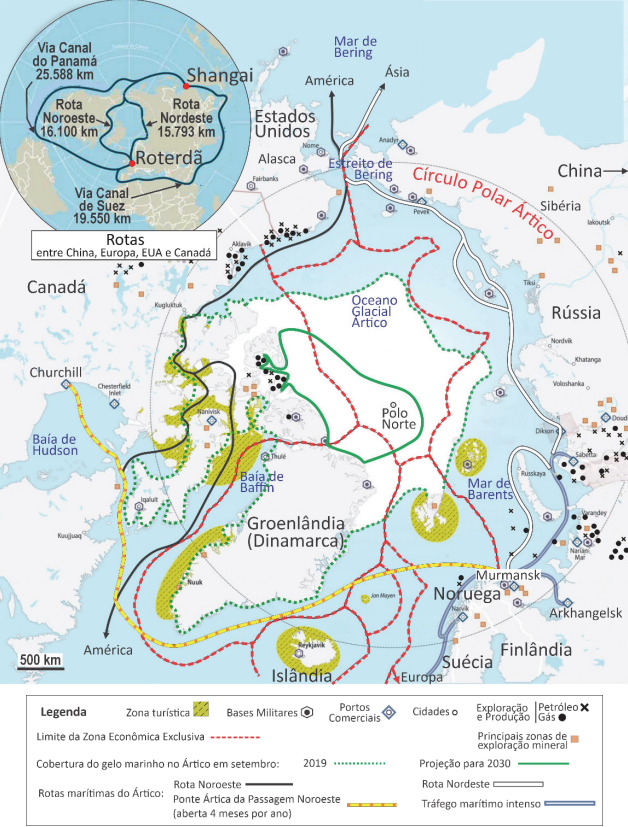 Via Canal
do Panamá
25.588 km
Shangai
Rota
Noroeste
16.100 km
Rota
Nordeste
15.793 km
Roterdã
Via Canal
de Suez
19.550 km
Rotas
entre China, Europa, EUA e Canadá
Mar de
Bering
América
Ásia
Estados
Unidos
Nome
Alasca
Anadyr
Estreito de
Bering
Fairbanks
Círculo Polar Ártico
China
Pevek
Sibéria
Iakoutsk
Aklavik
Canadá
Tiksi
Oceano
Glacial
Ártico
Rússia
Kugluktuk
Nordvik
Khatanga
Churchill
Chesterfield
Inlet
Voloshanka
Polo
Norte
Nanivisk
Doudi
Dikson
Baía de
Hudson
Thulé
Sabetta
Baía de
Baffin
Mar de
Barents
Russkaya
Iqaluit
Varandey
Groenlândia
(Dinamarca)
Kuujjuaq
Narian
Mar
Nuuk
Murmansk
Jan Mayen
Noruega
Narvik
Arkhangelsk
América
Reykjavik
Finlândia
Suécia
Islândia
Europa
500 km
Legenda
Zona turística
Bases Militares
Portos
Comerciais
Cidades
Exploração
e Produção
Petróleo
Gás
Limite da Zona Econômica Exclusiva
Principais zonas de
exploração mineral
Cobertura do gelo marinho no Ártico em setembro:
2019
Projeção para 2030
Rotas marítimas do Ártico:
Rota Noroeste
Rota Nordeste
Ponte Ártica da Passagem Noroeste
(aberta 4 meses por ano)
Tráfego marítimo intenso